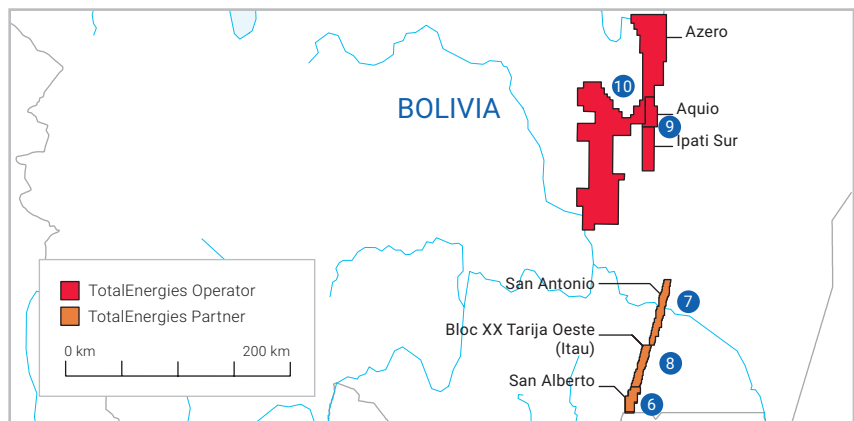 Azero
10
BOLIVIA
Aquio
9
Ipati Sur
TotalEnergies Operator
TotalEnergies Partner
0 km
200 km
San Antonio
7
Bloc XX Tarija Oeste
(Itau)
8
San Alberto
6